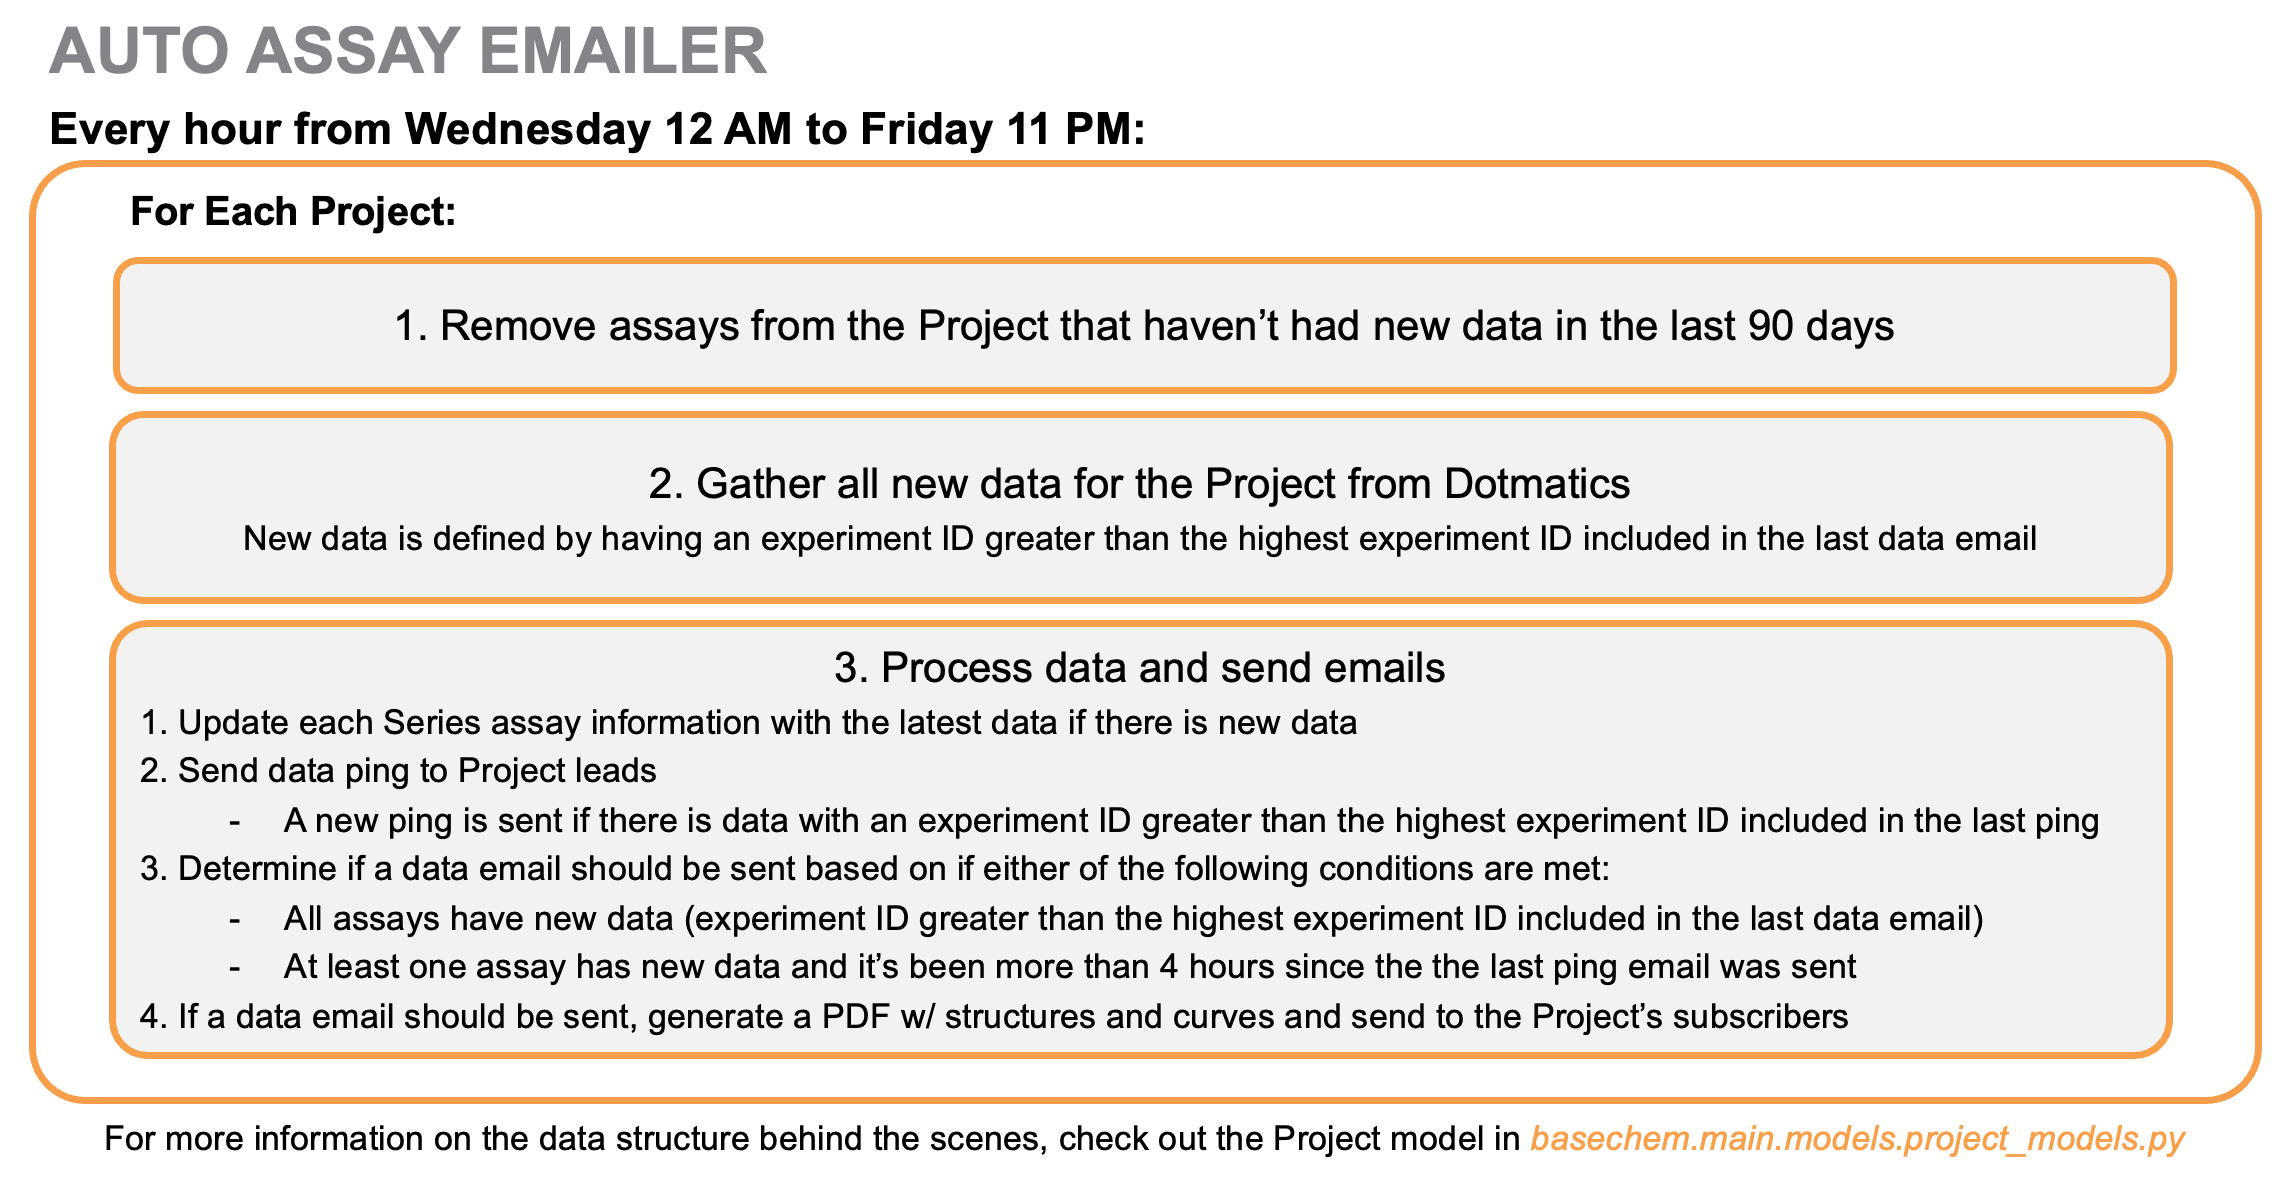 AUTO ASSAY EMAILER
Every hour from Wednesday 12 AM to Friday 11 PM:
For Each Project:
1. Remove assays from the Project that haven’t had new data in the last 90 days
2. Gather all new data for the Project from Dotmatics
New data is defined by having an experiment ID greater than the highest experiment ID included in the last data email
3. Process data and send emails
1. Update each Series assay information with the latest data if there is new data
2. Send data ping to Project leads
- A new ping is sent if there is data with an experiment ID greater than the highest experiment ID included in the last ping
3. Determine if a data email should be sent based on if either of the following conditions are met:
- All assays have new data (experiment ID greater than the highest experiment ID included in the last data email)
- At least one assay has new data and it’s been more than 4 hours since the the last ping email was sent
4. If a data email should be sent, generate a PDF w/ structures and curves and send to the Project’s subscribers
For more information on the data structure behind the scenes, check out the Project model in basechem.main.models.project_models.py